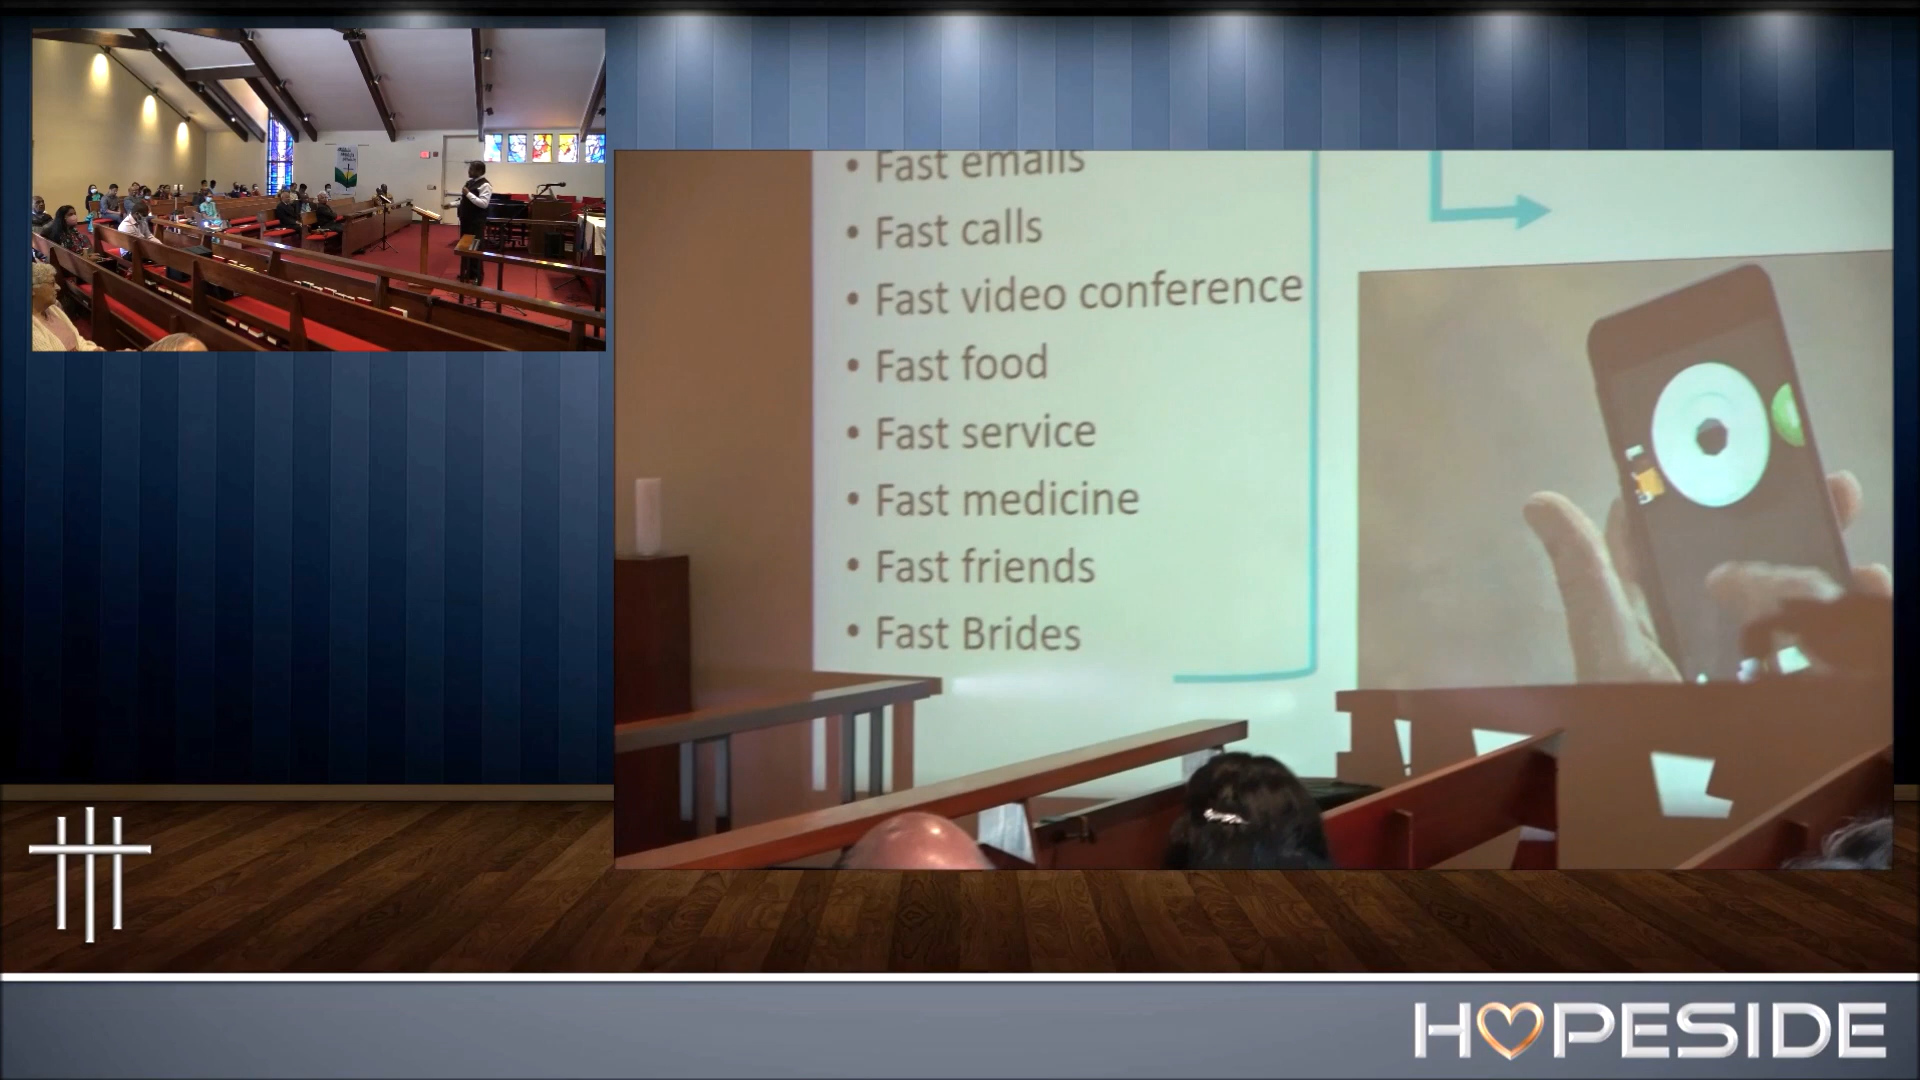 • Fast emails
• Fast calls
• Fast video conference
• Fast food
• Fast service
• Fast medicine
• Fast friends
• Fast Brides
HOPESIDE